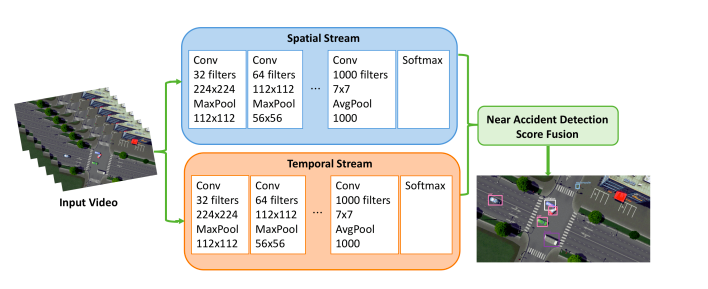 Spatial Stream
Conv
32 filters
224x224
MaxPool
112x112
Conv
64 filters
112x112
MaxPool
56x56
...
Conv
1000 filters
7x7
AvgPool
1000
Softmax
Input Video
Temporal Stream
Conv
32 filters
224x224
MaxPool
112x112
Conv
64 filters
112x112
MaxPool
56x56
...
Conv
1000 filters
7x7
AvgPool
1000
Softmax
Near Accident Detection
Score Fusion